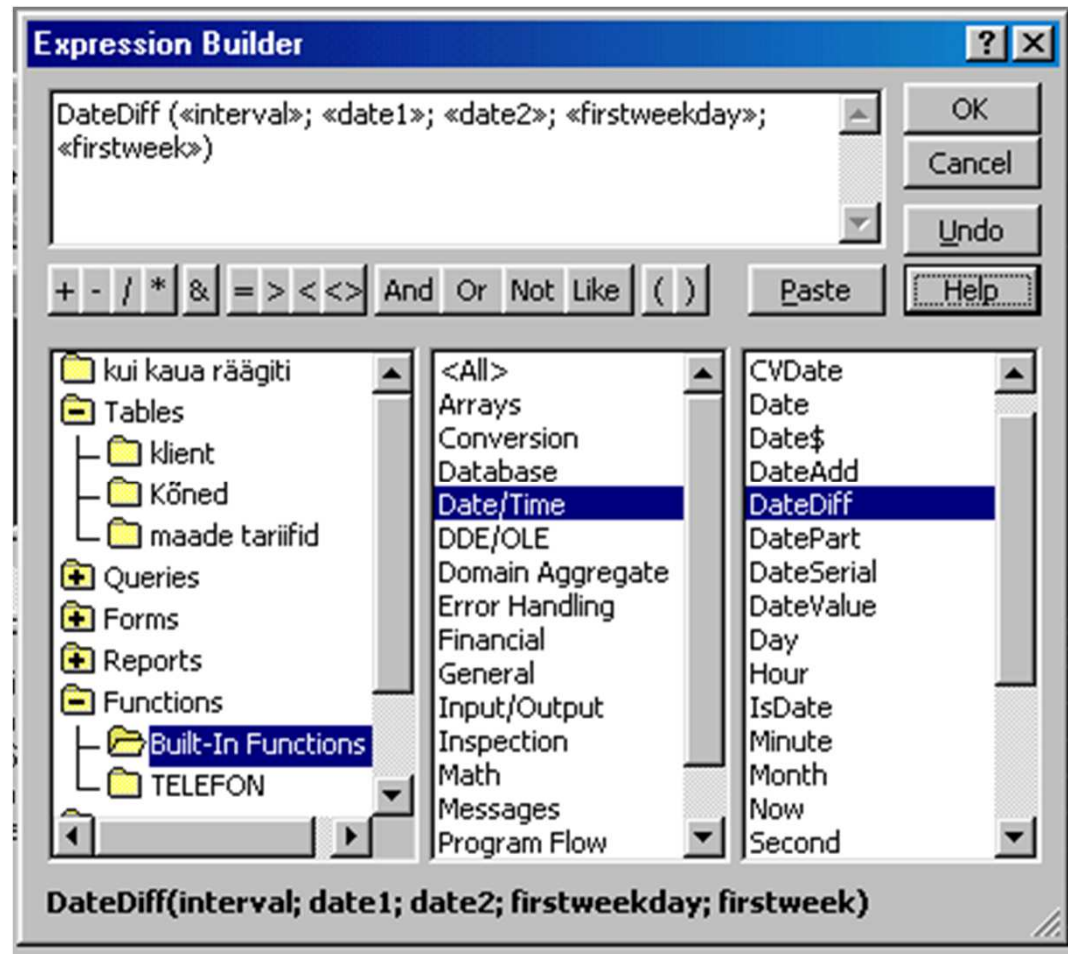 Expression Builder
? X
DateDiff («interval»; «date1»; «date2»; «firstweekday»;
«firstweek»)
OK
Cancel
Undo
+ - / * & = > < <> And Or Not Like ( )
Paste
Help
kui kaua räägiti
Tables
klient
Kõned
maade tariifid
Queries
Forms
Reports
Functions
Built-In Functions
TELEFON
<All>
Arrays
Conversion
Database
Date/Time
DDE/OLE
Domain Aggregate
Error Handling
Financial
General
Input/Output
Inspection
Math
Messages
Program Flow
CVDate
Date
Date$
DateAdd
DateDiff
DatePart
DateSerial
DateValue
Day
Hour
IsDate
Minute
Month
Now
Second
DateDiff(interval; date1; date2; firstweekday; firstweek)